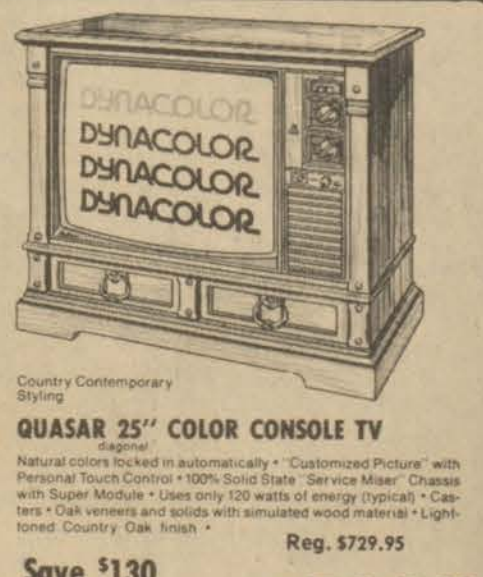 DYNACOLOR
DYNACOLOR
DYNACOLOR
DYNACOLOR
Country Contemporary
Styling
QUASAR 25" COLOR CONSOLE TV
diagonal
Natural colors locked in automatically • "Customized Picture" with
Personal Touch Control • 100% Solid State "Service Miser" Chassis
with Super Module • Uses only 120 watts of energy (typical) • Cas-
ters • Oak veneers and solids with simulated wood material • Light-
toned Country Oak finish •
Reg. $729.95
Save $130